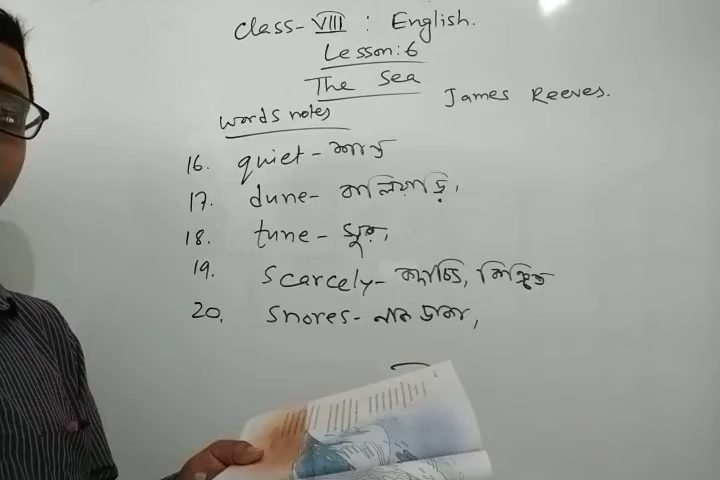 Class-VIII : English.
Lesson:6
The Sea
James Reeves.
words notes
16. quiet - শান্ত
17. dune- বালিয়াড়ি,
18. tune - সুর,
19. Scarcely- কদাচিৎ, কিঞ্চিত
20. Snores- নাক ডাকা,